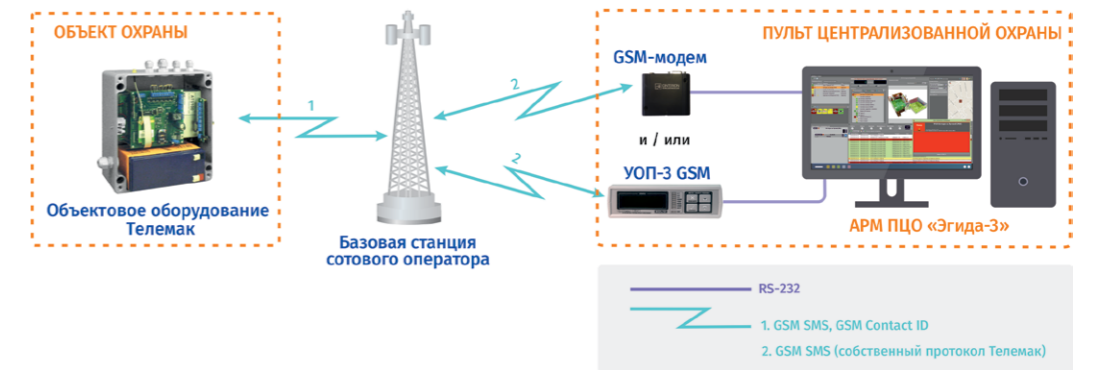 ОБЪЕКТ ОХРАНЫ
1
Объектовое оборудование
Телемак
Базовая станция
сотового оператора
2
2
ПУЛЬТ ЦЕНТРАЛИЗОВАННОЙ ОХРАНЫ
GSM-модем
и / или
УОП-3 GSM
АРМ ПЦО «Эгида-3»
RS-232
1. GSM SMS, GSM Contact ID
2. GSM SMS (собственный протокол Телемак)